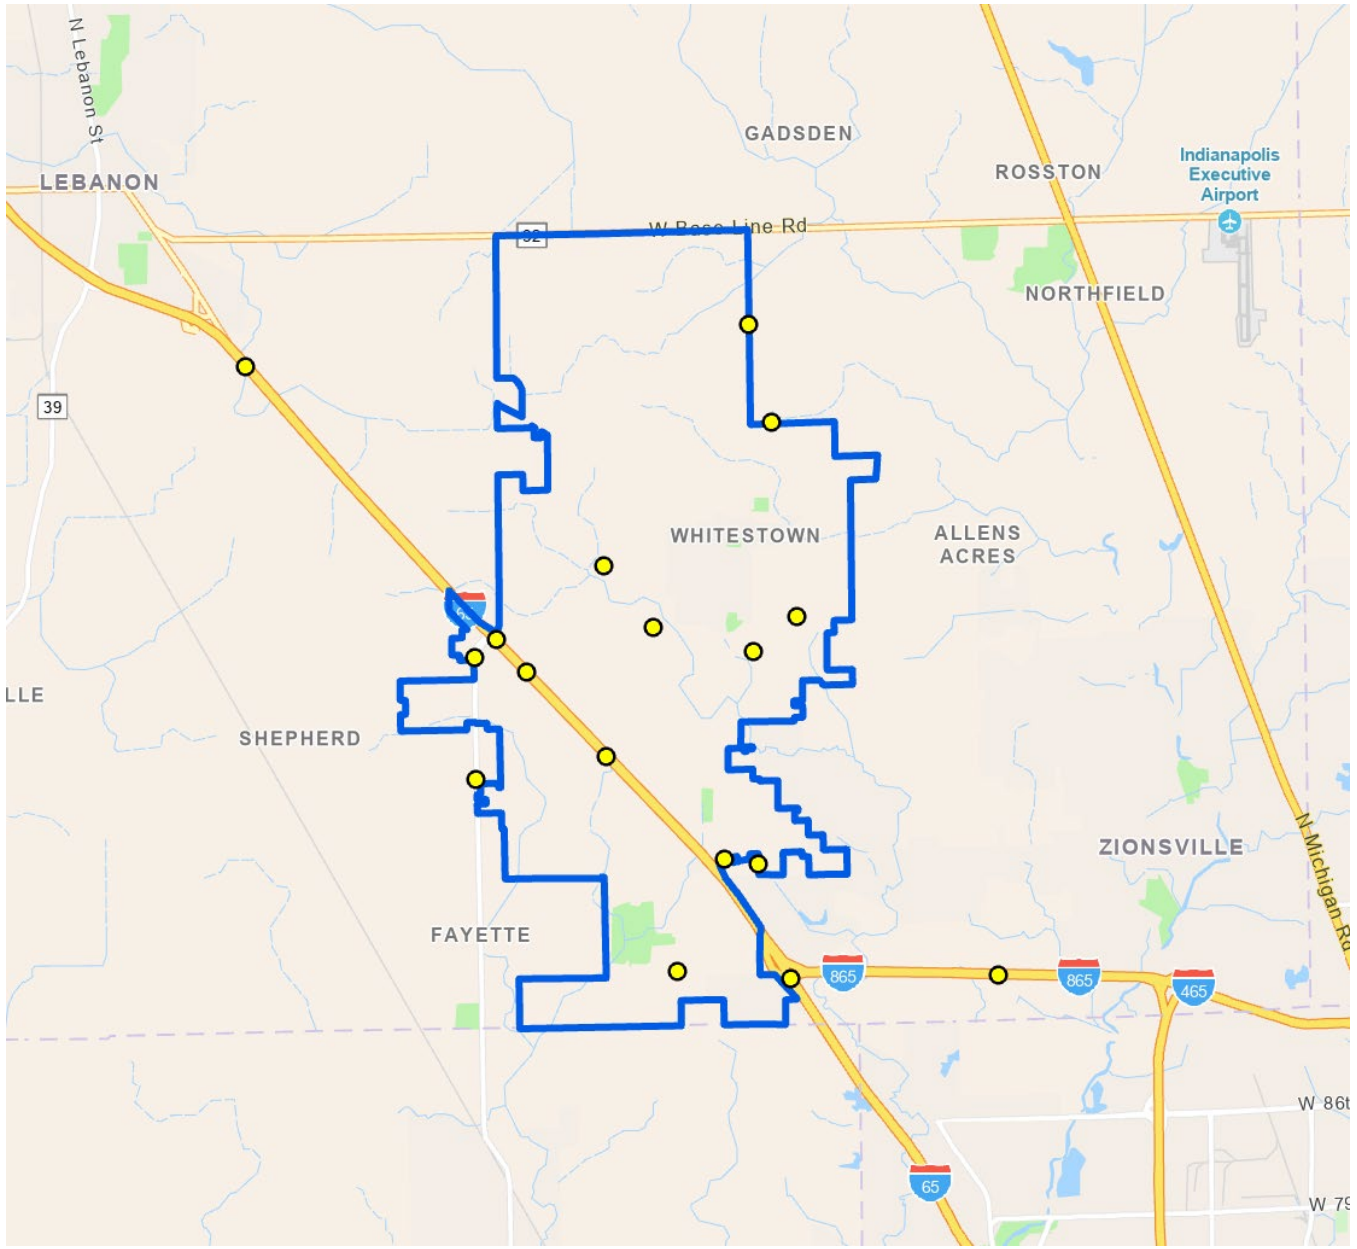 N Lebanon St
GADSDEN
Indianapolis
Executive
Airport
ROSSTON
LEBANON
W Base Line Rd
32
NORTHFIELD
39
WHITESTOWN
ALLENS
ACRES
LLE
SHEPHERD
N Michigan Rd
ZIONSVILLE
FAYETTE
865
865
465
W 86t
65
W 79